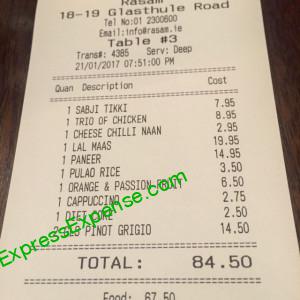 Rasam
18-19 Glasthule Road
Tel No:01 2300600
Email:info@rasam.ie
Table #3
Trans#: 4385 Serv: Deep
21/01/2017 07:51:00 PM
Quan Description Cost
1 SABJI TIKKI 7.95
1 TRIO OF CHICKEN 8.95
1 CHEESE CHILLI NAAN 2.95
1 LAL MAAS 19.95
1 PANEER 14.95
1 PULAO RICE 3.50
1 ORANGE & PASSION FRUIT 6.50
1 CAPPUCCINO 2.75
1 DIET COKE 2.50
2 GLS PINOT GRIGIO 14.50
TOTAL: 84.50
Food: 67.50
ExpressExpense.com